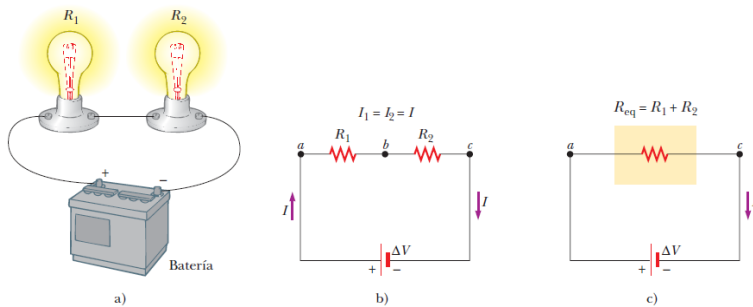 R1
R2
+
−
Batería
a)
I1 = I2 = I
R1
R2
a
b
c
I
I
ΔV
+
−
b)
Req = R1 + R2
a
c
ΔV
+
−
c)